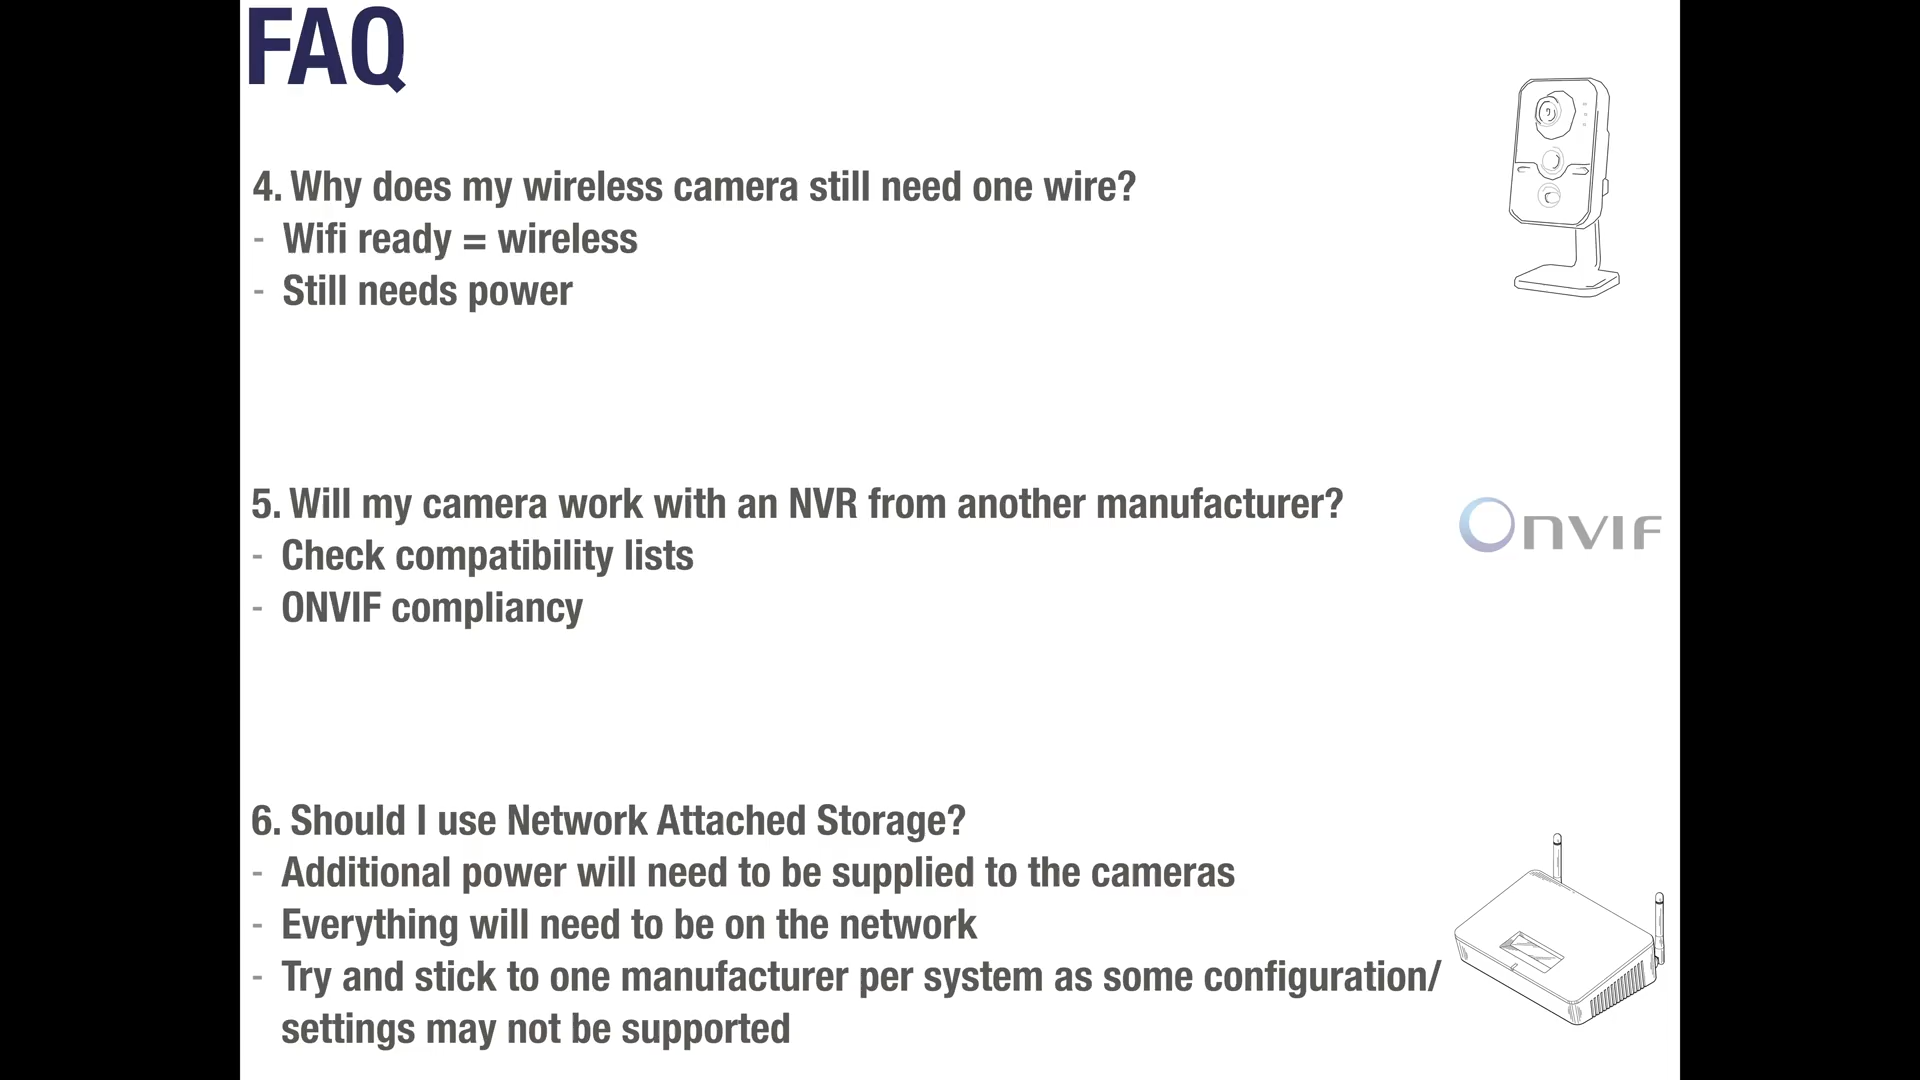 FAQ
4. Why does my wireless camera still need one wire?
- Wifi ready = wireless
- Still needs power
5. Will my camera work with an NVR from another manufacturer?
ONVIF
- Check compatibility lists
- ONVIF compliancy
6. Should I use Network Attached Storage?
- Additional power will need to be supplied to the cameras
- Everything will need to be on the network
- Try and stick to one manufacturer per system as some configuration/
settings may not be supported